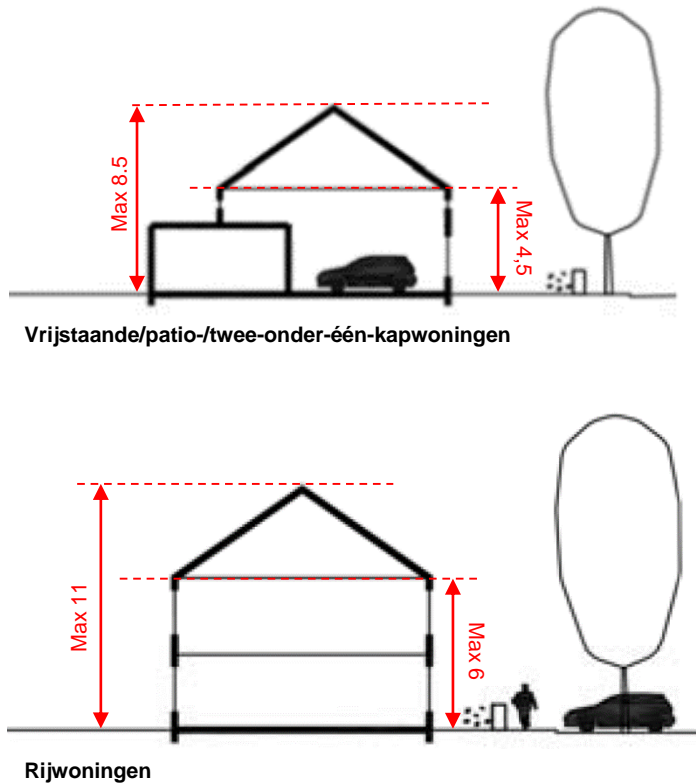 Max 8.5
Max 4,5
Vrijstaande/patio-/twee-onder-één-kapwoningen
Max 11
Max 6
Rijwoningen